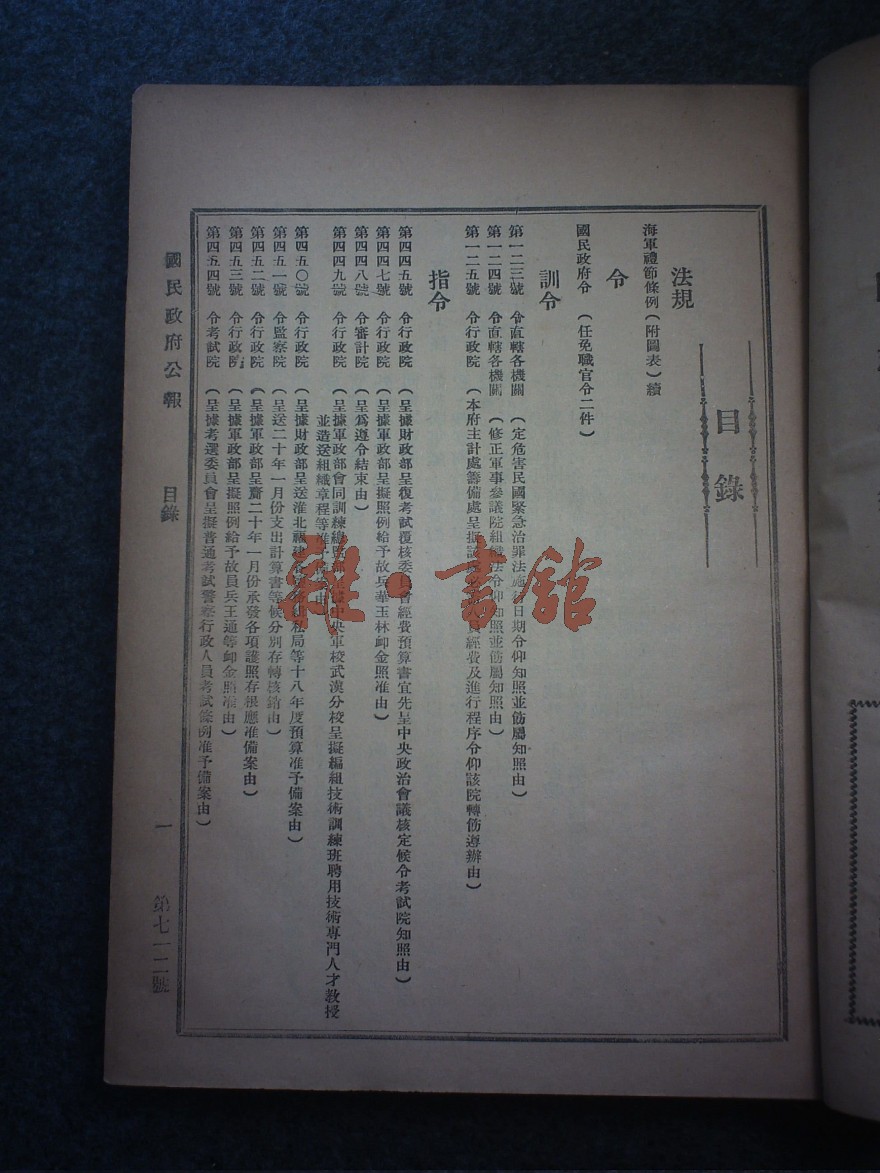 目錄
法規
海軍禮節條例(附圖表)續
令
國民政府令 (任免職官令二件)
訓令
第一二三號 令直轄各機關 (定危害民國緊急治罪法施行日期令仰知照並飭屬知照由)
第一二四號 令直轄各機關 (修正軍事參議院組織法令仰知照並飭屬知照由)
第一二五號 令行政院 (本府主計處籌備處呈擬 員經費及進行程序令仰該院轉飭遵辦由)
指令
第四四五號 令行政院 (呈據財政部呈復考試覆核委員會經費預算書宜先呈中央政治會議核定候令考試院知照由)
第四四七號 令行政院 (呈據軍政部呈擬照例給予故兵華玉林卹金照准由)
第四四八號 令審計院 (呈爲遵令結束由)
第四四九號 令行政院 (呈據軍政部會同訓練總監部呈據中央軍校武漢分校呈擬編組技術訓練班聘用技術專門人才教授
並造送組織章程等准予備案由)
第四五〇號 令行政院 (呈據財政部呈送淮北福建 私局等十八年度預算准予備案由)
第四五一號 令監察院 (呈送二十年一月份支出計算書等候分別存轉核銷由)
第四五二號 令行政院 (呈據軍政部呈齎二十年一月份承發各項護照存根應准備案由)
第四五三號 令行政院 (呈據軍政部呈擬照例給予故員兵王通等卹金照准由)
第四五四號 令考試院 (呈據考選委員會呈擬普通考試警察行政人員考試條例准予備案由)
國民政府公報 目錄 一 第七一二號
雜·書館